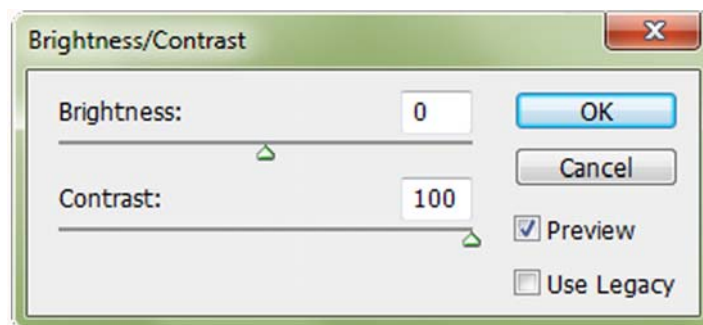 Brightness/Contrast
Brightness: 0
OK
Cancel
Contrast: 100
Preview
Use Legacy